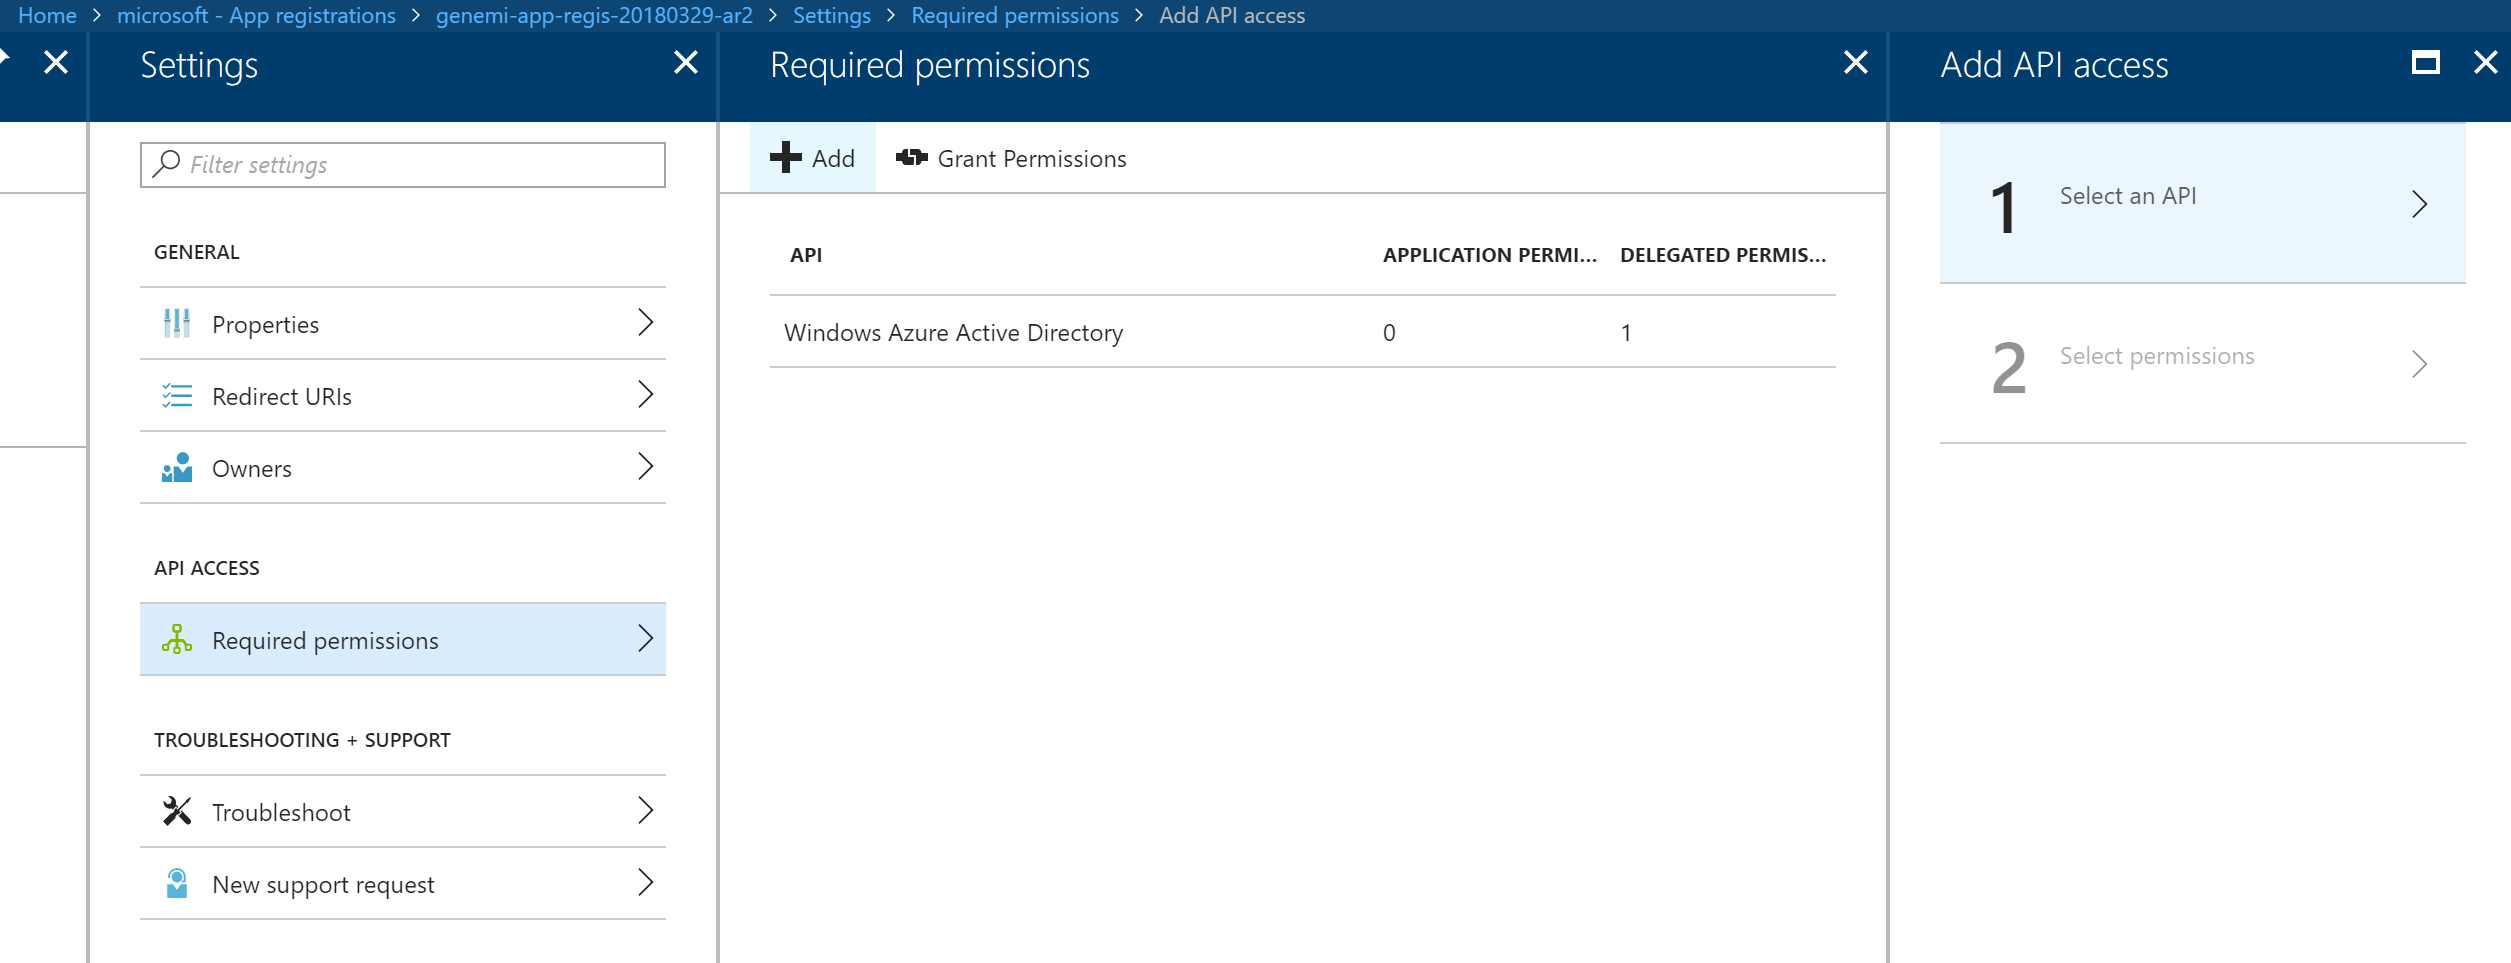 Home > microsoft - App registrations > genemi-app-regis-20180329-ar2 > Settings > Required permissions > Add API access
Settings
Filter settings
GENERAL
Properties
Redirect URIs
Owners
API ACCESS
Required permissions
TROUBLESHOOTING + SUPPORT
Troubleshoot
New support request
Required permissions
Add Grant Permissions
API APPLICATION PERMI... DELEGATED PERMIS...
Windows Azure Active Directory 0 1
Add API access
1 Select an API
2 Select permissions